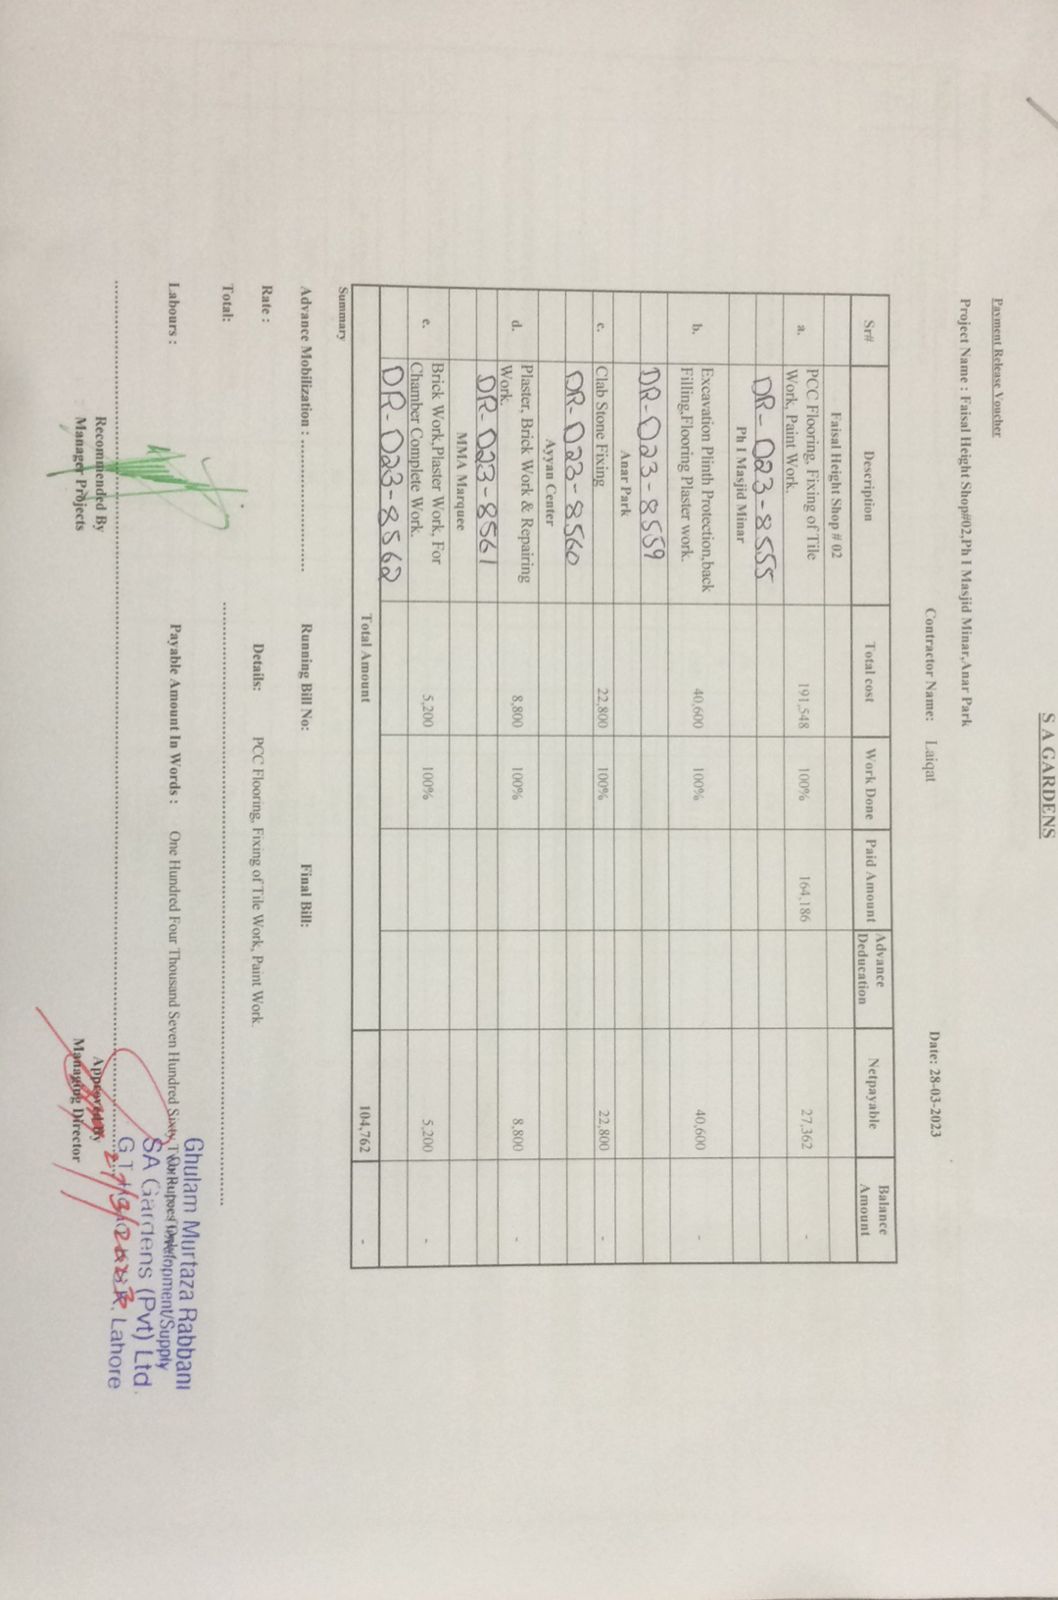 S A GARDENS
Payment Release Voucher
Project Name : Faisal Height Shop#02,Ph I Masjid Minar,Anar Park
Contractor Name: Laiqat Date: 28-03-2023
Sr# Description Total cost Work Done Paid Amount Advance Deducation Netpayable Balance Amount
Faisal Height Shop # 02
a. PCC Flooring, Fixing of Tile Work, Paint Work. 191,548 100% 164,186 27,362 -
DR-D23-8555
Ph I Masjid Minar
b. Excavation Plinth Protection,back Filling,Flooring Plaster work. 40,600 100% 40,600 -
DR-D23-8559
Anar Park
c. Clab Stone Fixing 22,800 100% 22,800 -
DR-D23-8560
Ayyan Center
d. Plaster, Brick Work & Repairing Work. 8,800 100% 8,800 -
DR-D23-8561
MMA Marquee
e. Brick Work,Plaster Work, For Chamber Complete Work. 5,200 100% 5,200 -
DR-D23-8562
Total Amount 104,762 -
Summary
Advance Mobilization : .................................. Running Bill No: Final Bill:
Rate : Details: PCC Flooring, Fixing of Tile Work, Paint Work.
Total:
Labours : Payable Amount In Words : One Hundred Four Thousand Seven Hundred Sixty Two Rupees Only
Ghulam Murtaza Rabbani
SA Gardens (Pvt) Ltd.
Lahore
Recommended By Approved By
Manager Projects Managing Director